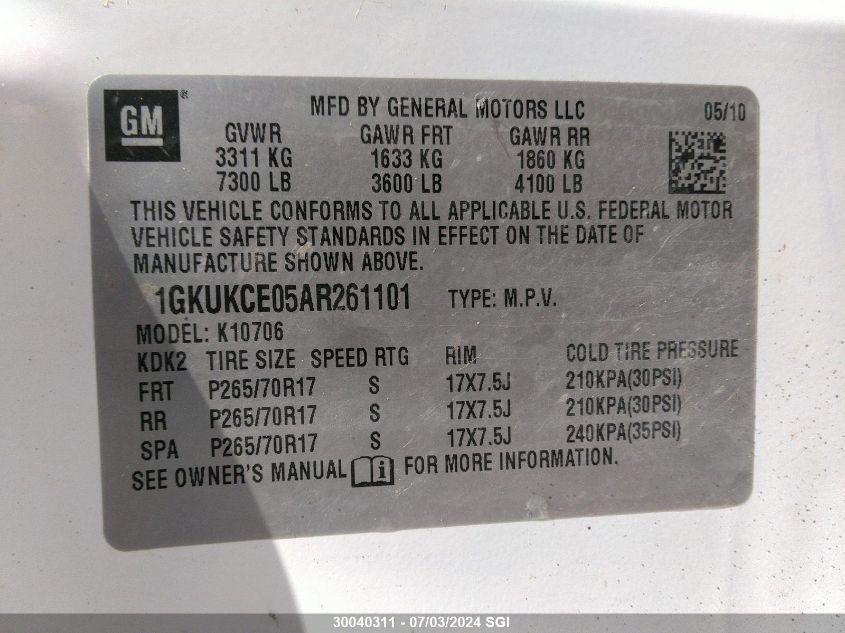 GM ® MFD BY GENERAL MOTORS LLC 05/10
GVWR GAWR FRT GAWR RR
3311 KG 1633 KG 1860 KG
7300 LB 3600 LB 4100 LB
THIS VEHICLE CONFORMS TO ALL APPLICABLE U.S. FEDERAL MOTOR
VEHICLE SAFETY STANDARDS IN EFFECT ON THE DATE OF
MANUFACTURE SHOWN ABOVE.
1GKUKCE05AR261101 TYPE: M.P.V.
MODEL: K10706
KDK2 TIRE SIZE SPEED RTG RIM COLD TIRE PRESSURE
FRT P265/70R17 S 17X7.5J 210KPA(30PSI)
RR P265/70R17 S 17X7.5J 210KPA(30PSI)
SPA P265/70R17 S 17X7.5J 240KPA(35PSI)
SEE OWNER'S MANUAL i FOR MORE INFORMATION.
30040311 - 07/03/2024 SGI